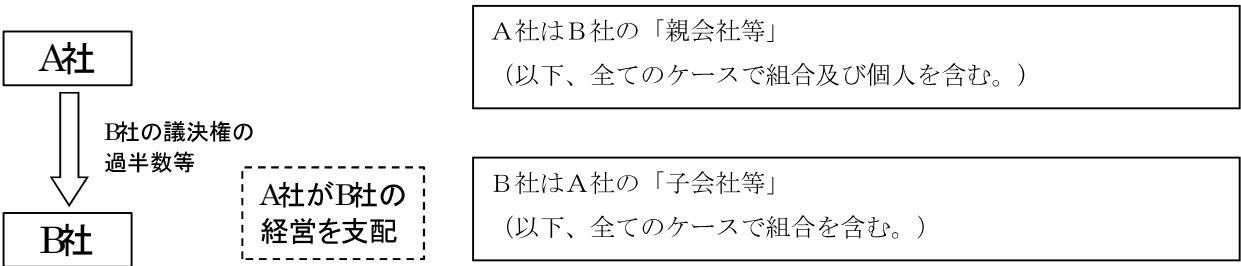 A社
B社の議決権の
過半数等
B社
A社がB社の
経営を支配
A社はB社の「親会社等」
（以下、全てのケースで組合及び個人を含む。）
B社はA社の「子会社等」
（以下、全てのケースで組合を含む。）